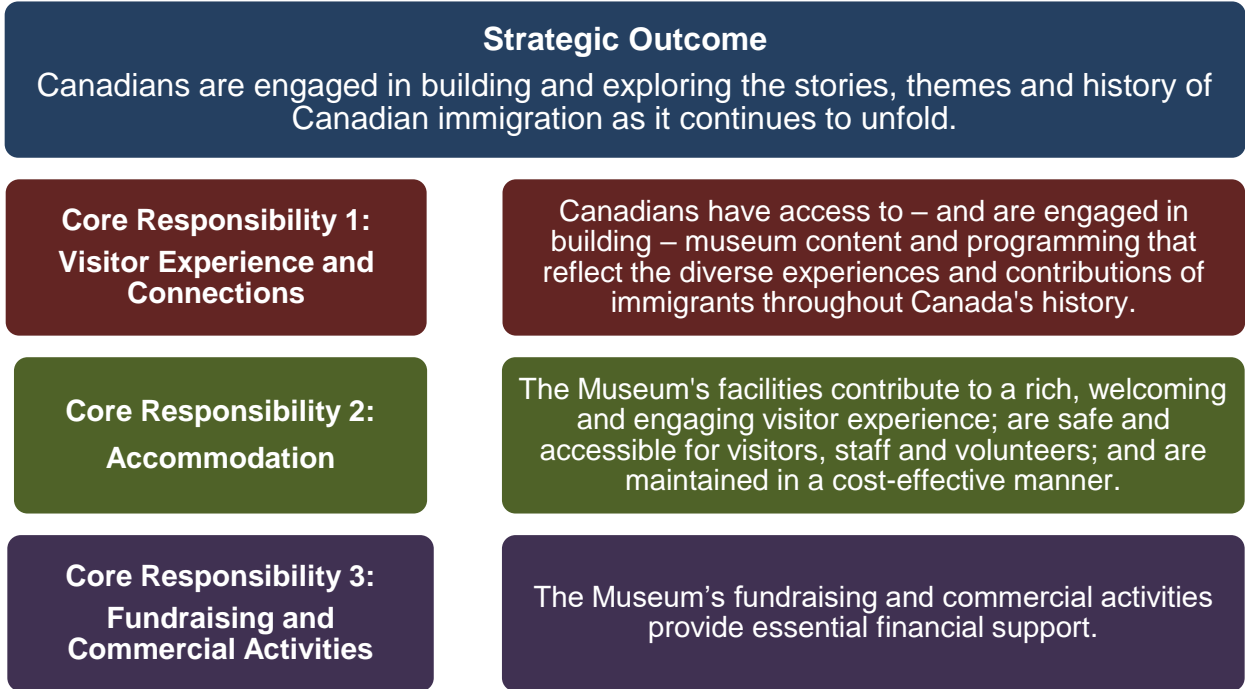 Strategic Outcome
Canadians are engaged in building and exploring the stories, themes and history of
Canadian immigration as it continues to unfold.
Core Responsibility 1:
Visitor Experience and
Connections
Canadians have access to – and are engaged in
building – museum content and programming that
reflect the diverse experiences and contributions of
immigrants throughout Canada's history.
Core Responsibility 2:
Accommodation
The Museum's facilities contribute to a rich, welcoming
and engaging visitor experience; are safe and
accessible for visitors, staff and volunteers; and are
maintained in a cost-effective manner.
Core Responsibility 3:
Fundraising and
Commercial Activities
The Museum’s fundraising and commercial activities
provide essential financial support.